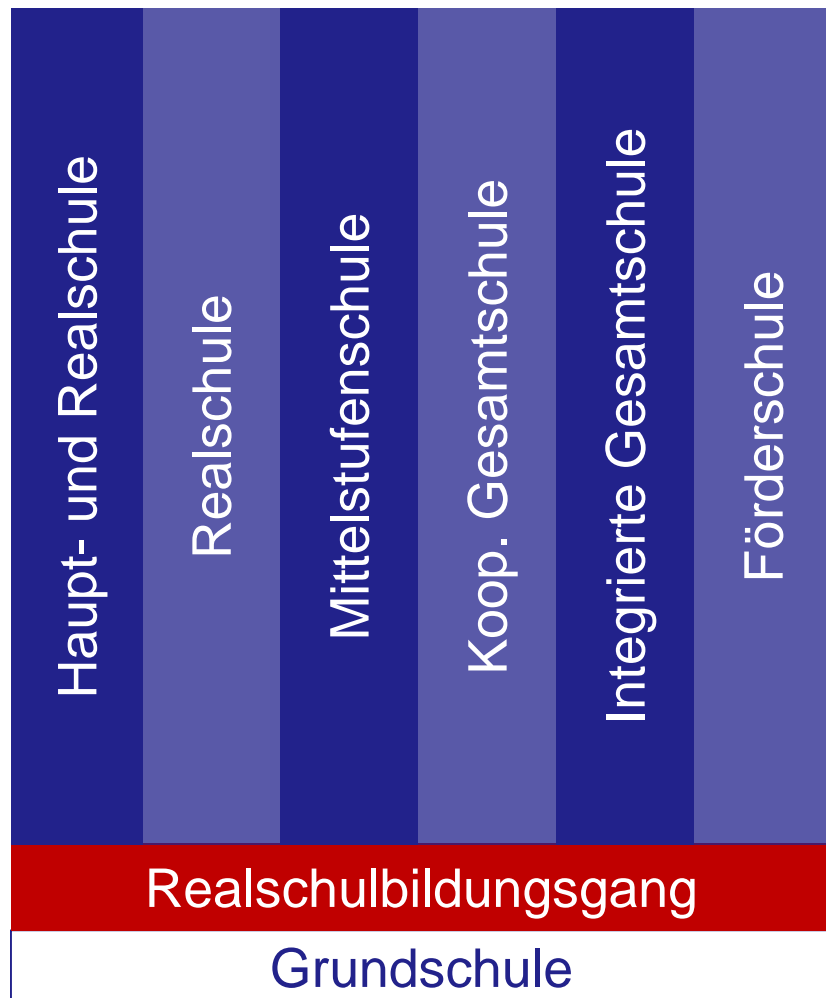 Haupt- und Realschule
Realschule
Mittelstufenschule
Koop. Gesamtschule
Integrierte Gesamtschule
Förderschule
Realschulbildungsgang
Grundschule